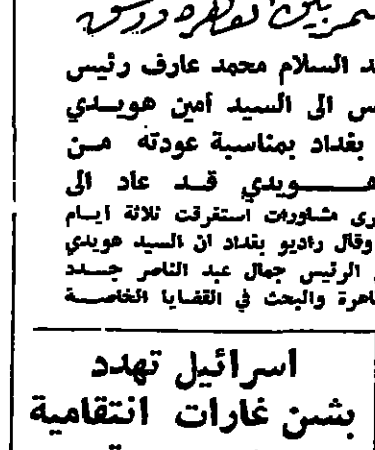 القاهرة ودمشق
السلام محمد عارف رئيس
الى السيد أمين هويدي
بغداد بمناسبة عودته من
هويدي قد عاد الى
مشاورات استغرقت ثلاثة ايام
وقال راديو بغداد ان السيد هويدي
الرئيس جمال عبد الناصر جدد
والبحث في القضايا الخاصة
اسرائيل تهدد
بشن غارات انتقامية